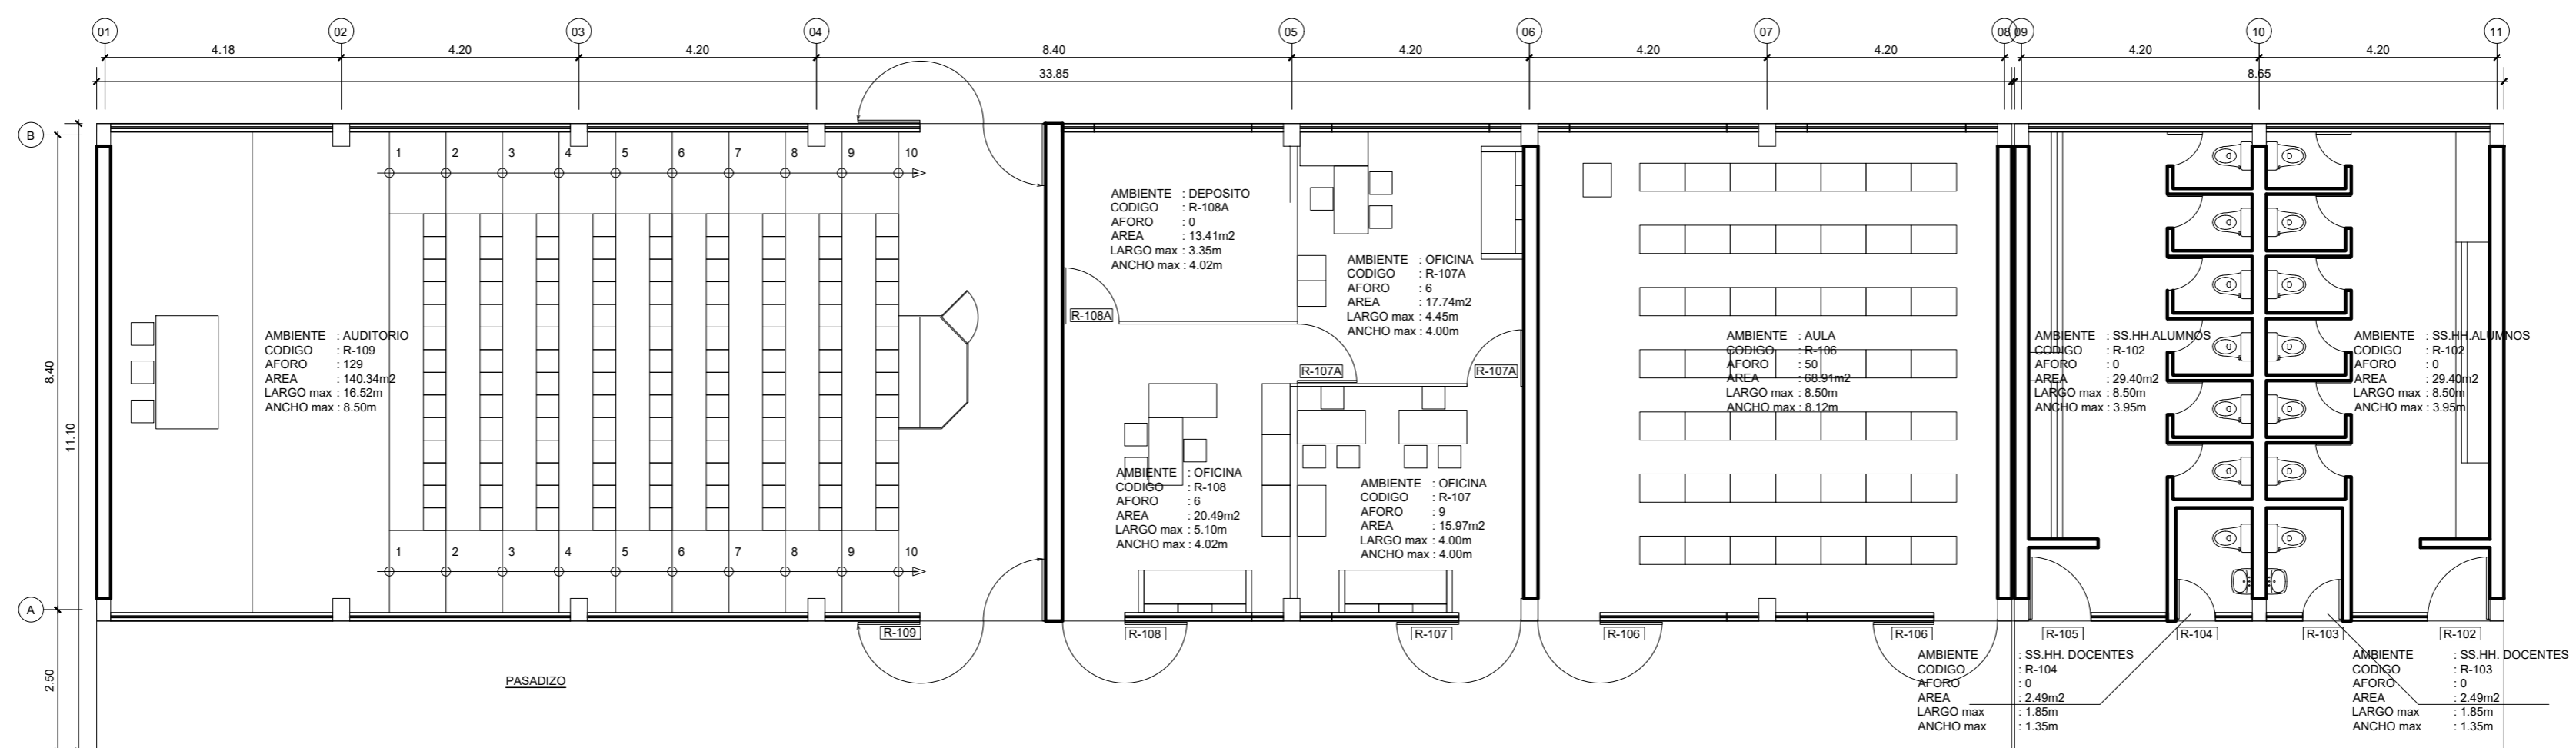 01 02 03 04 05 06 07 08 09 10 11
4.18 4.20 4.20 8.40 4.20 4.20 4.20 4.20 4.20
33.85 8.65
B
A
8.40
11.10
2.50
1 2 3 4 5 6 7 8 9 10
AMBIENTE : AUDITORIO
CODIGO : R-109
AFORO : 129
AREA : 140.34m2
LARGO max : 16.52m
ANCHO max : 8.50m
1 2 3 4 5 6 7 8 9 10
AMBIENTE : DEPOSITO
CODIGO : R-108A
AFORO : 0
AREA : 13.41m2
LARGO max : 3.35m
ANCHO max : 4.02m
R-108A
AMBIENTE : OFICINA
CODIGO : R-107A
AFORO : 6
AREA : 17.74m2
LARGO max : 4.45m
ANCHO max : 4.00m
R-107A
R-107A
AMBIENTE : OFICINA
CODIGO : R-108
AFORO : 6
AREA : 20.49m2
LARGO max : 5.10m
ANCHO max : 4.02m
AMBIENTE : OFICINA
CODIGO : R-107
AFORO : 9
AREA : 15.97m2
LARGO max : 4.00m
ANCHO max : 4.00m
AMBIENTE : AULA
CODIGO : R-106
AFORO : 50
AREA : 68.91m2
LARGO max : 8.50m
ANCHO max : 8.12m
AMBIENTE : SS.HH.ALUMNOS
CODIGO : R-102
AFORO : 0
AREA : 29.40m2
LARGO max : 8.50m
ANCHO max : 3.95m
AMBIENTE : SS.HH.ALUMNOS
CODIGO : R-102
AFORO : 0
AREA : 29.40m2
LARGO max : 8.50m
ANCHO max : 3.95m
R-109 R-108 R-107 R-106 R-106 R-105 R-104 R-103 R-102
PASADIZO
AMBIENTE : SS.HH. DOCENTES
CODIGO : R-104
AFORO : 0
AREA : 2.49m2
LARGO max : 1.85m
ANCHO max : 1.35m
AMBIENTE : SS.HH. DOCENTES
CODIGO : R-103
AFORO : 0
AREA : 2.49m2
LARGO max : 1.85m
ANCHO max : 1.35m